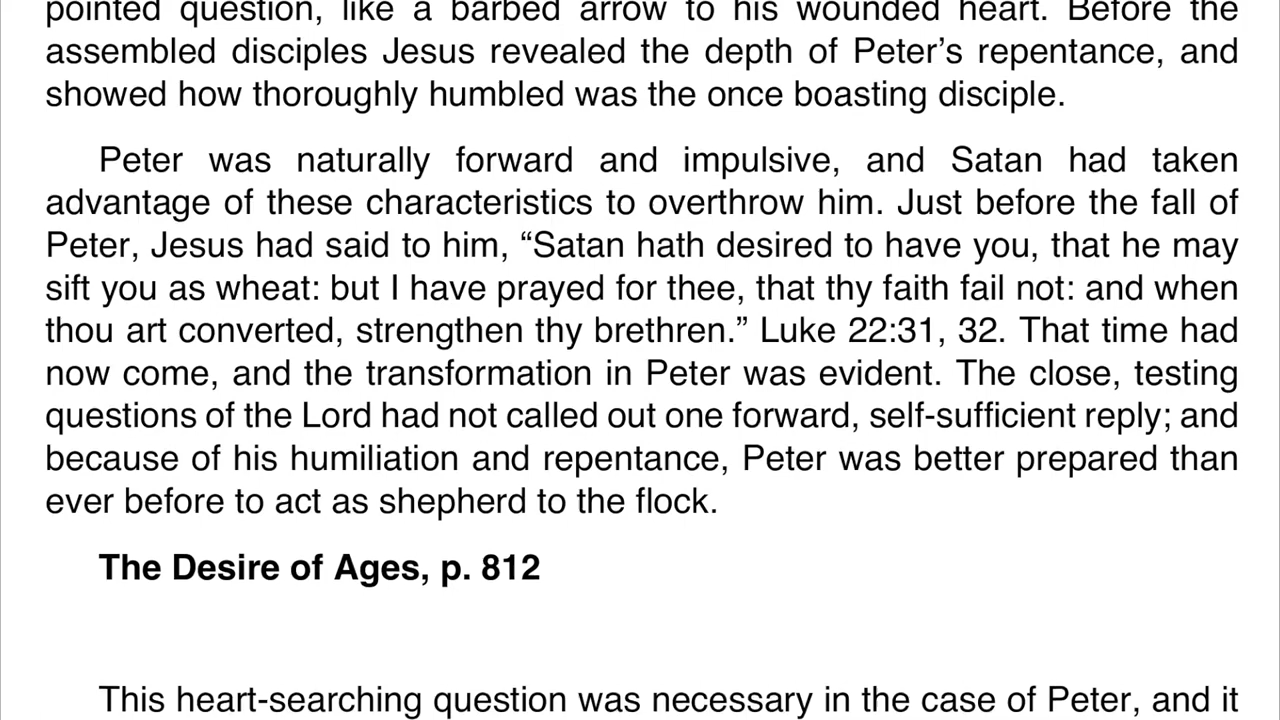 pointed question, like a barbed arrow to his wounded heart. Before the
assembled disciples Jesus revealed the depth of Peter’s repentance, and
showed how thoroughly humbled was the once boasting disciple.
Peter was naturally forward and impulsive, and Satan had taken
advantage of these characteristics to overthrow him. Just before the fall of
Peter, Jesus had said to him, “Satan hath desired to have you, that he may
sift you as wheat: but I have prayed for thee, that thy faith fail not: and when
thou art converted, strengthen thy brethren.” Luke 22:31, 32. That time had
now come, and the transformation in Peter was evident. The close, testing
questions of the Lord had not called out one forward, self-sufficient reply; and
because of his humiliation and repentance, Peter was better prepared than
ever before to act as shepherd to the flock.
The Desire of Ages, p. 812
This heart-searching question was necessary in the case of Peter, and it